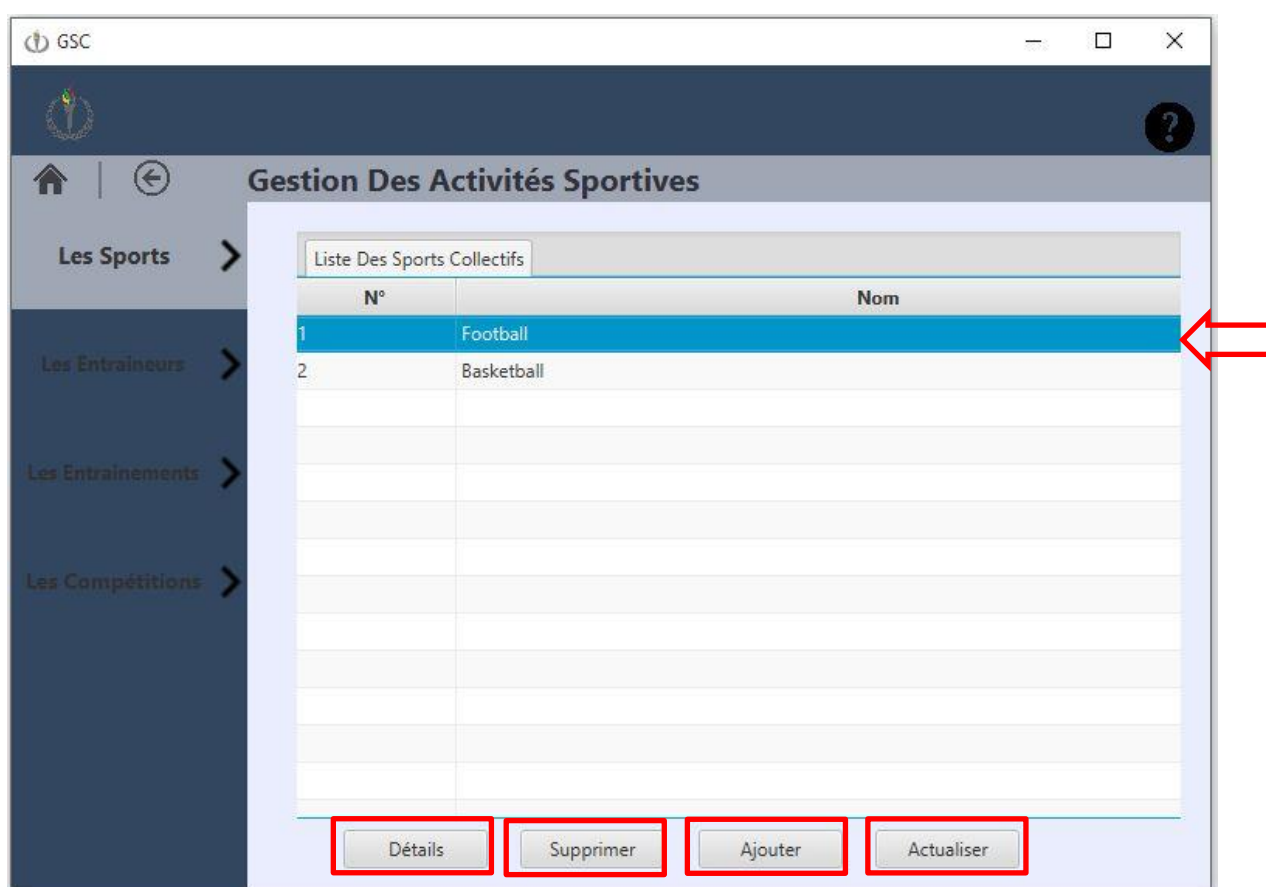 GSC
?
Gestion Des Activités Sportives
Les Sports
Les Entraineurs
Les Entrainements
Les Compétitions
Liste Des Sports Collectifs
N° Nom
1 Football
2 Basketball
Détails Supprimer Ajouter Actualiser